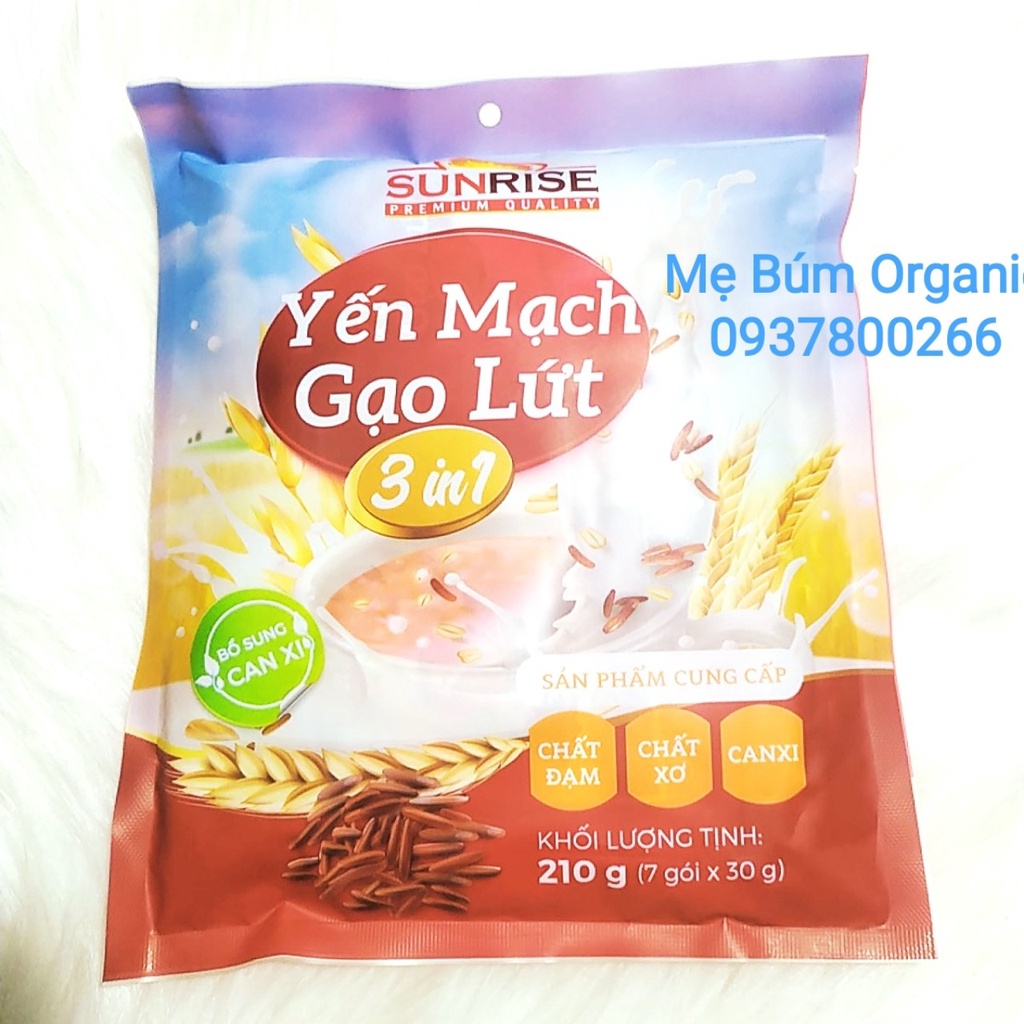 SUNRISE
PREMIUM QUALITY
Mẹ Búm Organic
0937800266
Yến Mạch
Gạo Lứt
3 in 1
BỔ SUNG
CAN XI
SẢN PHẨM CUNG CẤP
CHẤT
ĐẠM
CHẤT
XƠ
CANXI
KHỐI LƯỢNG TỊNH:
210 g (7 gói x 30 g)